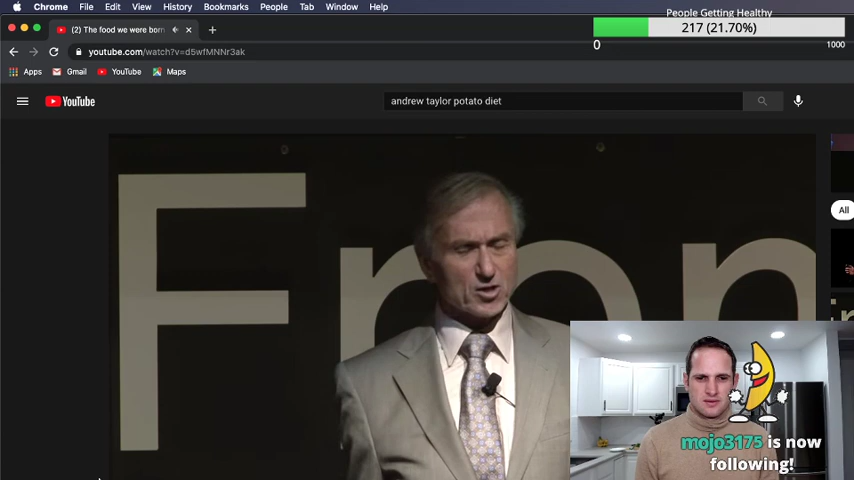 Chrome File Edit View History Bookmarks People Tab Window Help
People Getting Healthy
217 (21.70%)
0 1000
(2) The food we were born
youtube.com/watch?v=d5wfMNNr3ak
Apps Gmail YouTube Maps
YouTube
andrew taylor potato diet
All
From
mojo3175 is now
following!